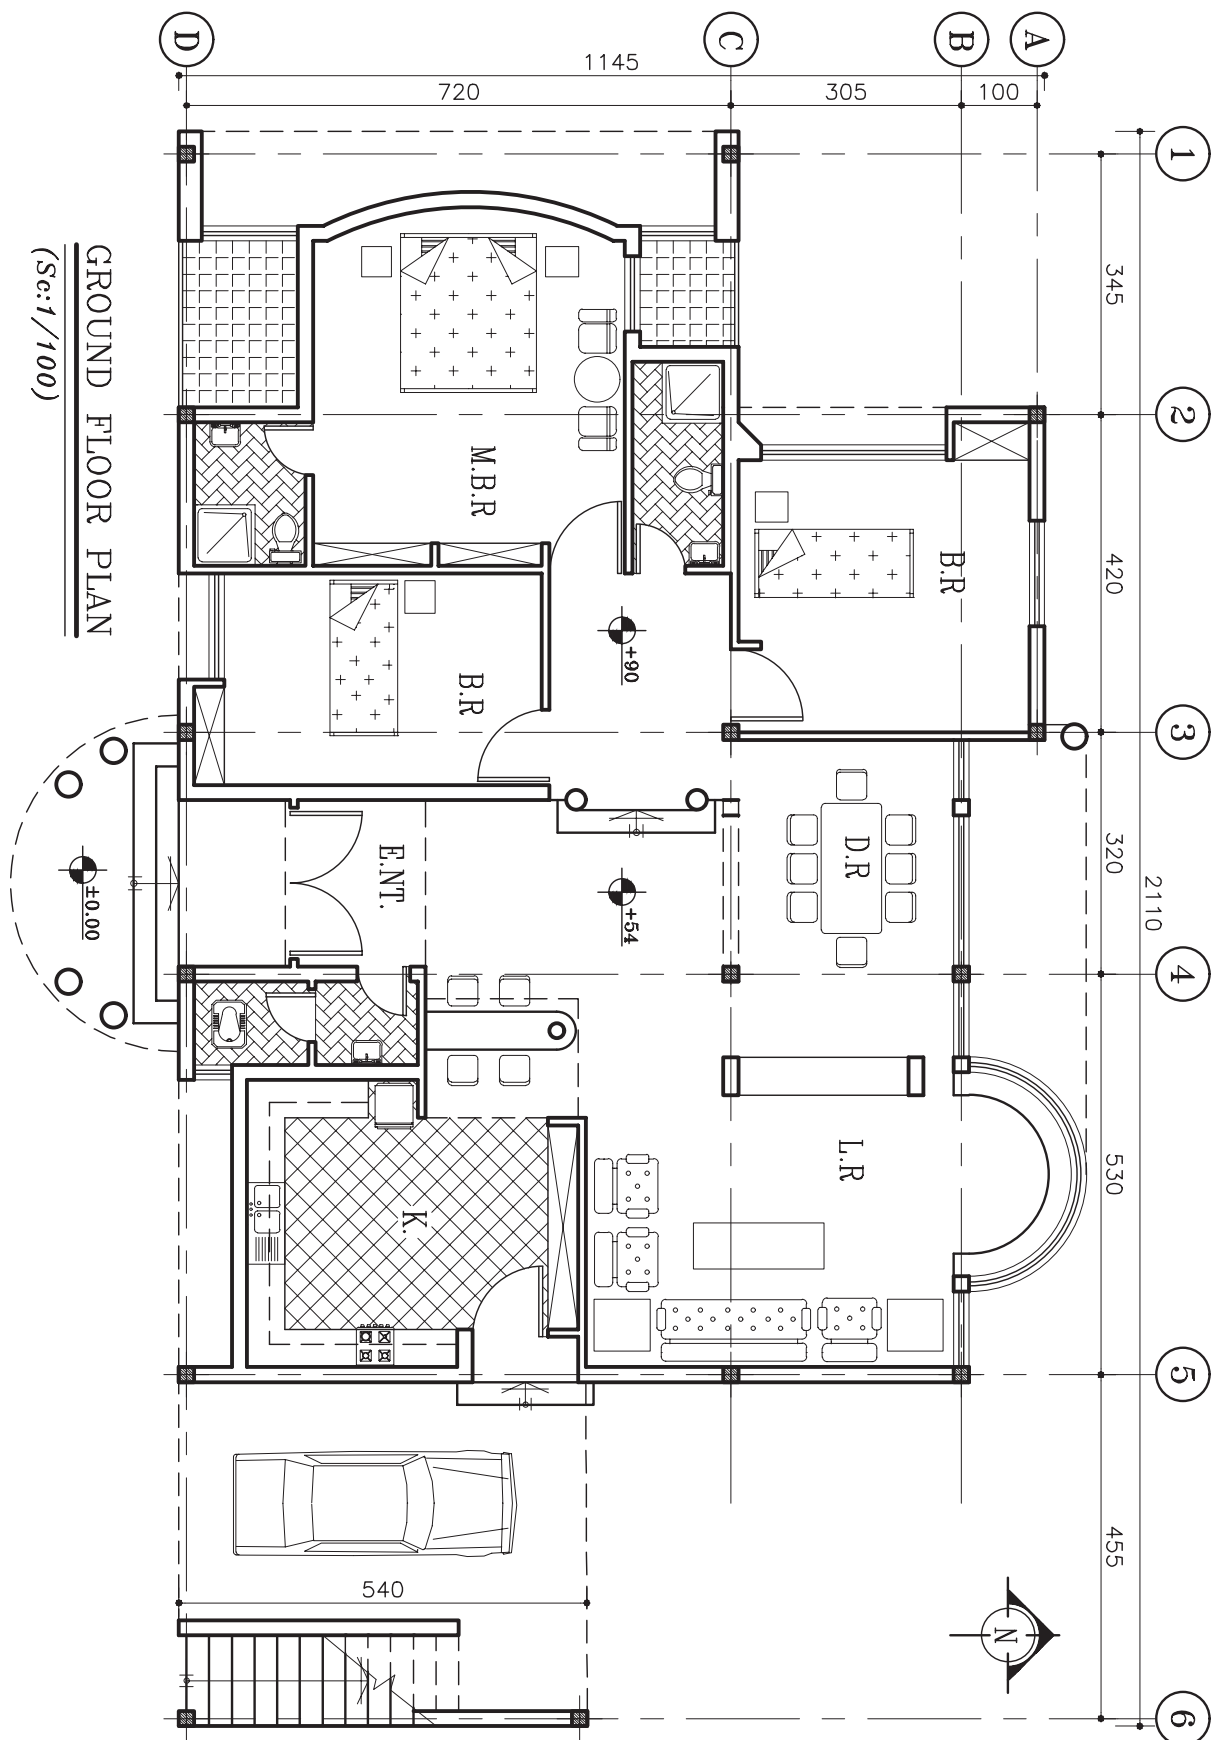 D
C
B
A
1145
720
305
100
1
2
3
4
5
6
345
420
320
530
455
2110
GROUND FLOOR PLAN
(Sc:1/100)
M.B.R
B.R
B.R
+90
E.NT.
+54
±0.00
D.R
L.R
K.
540
N